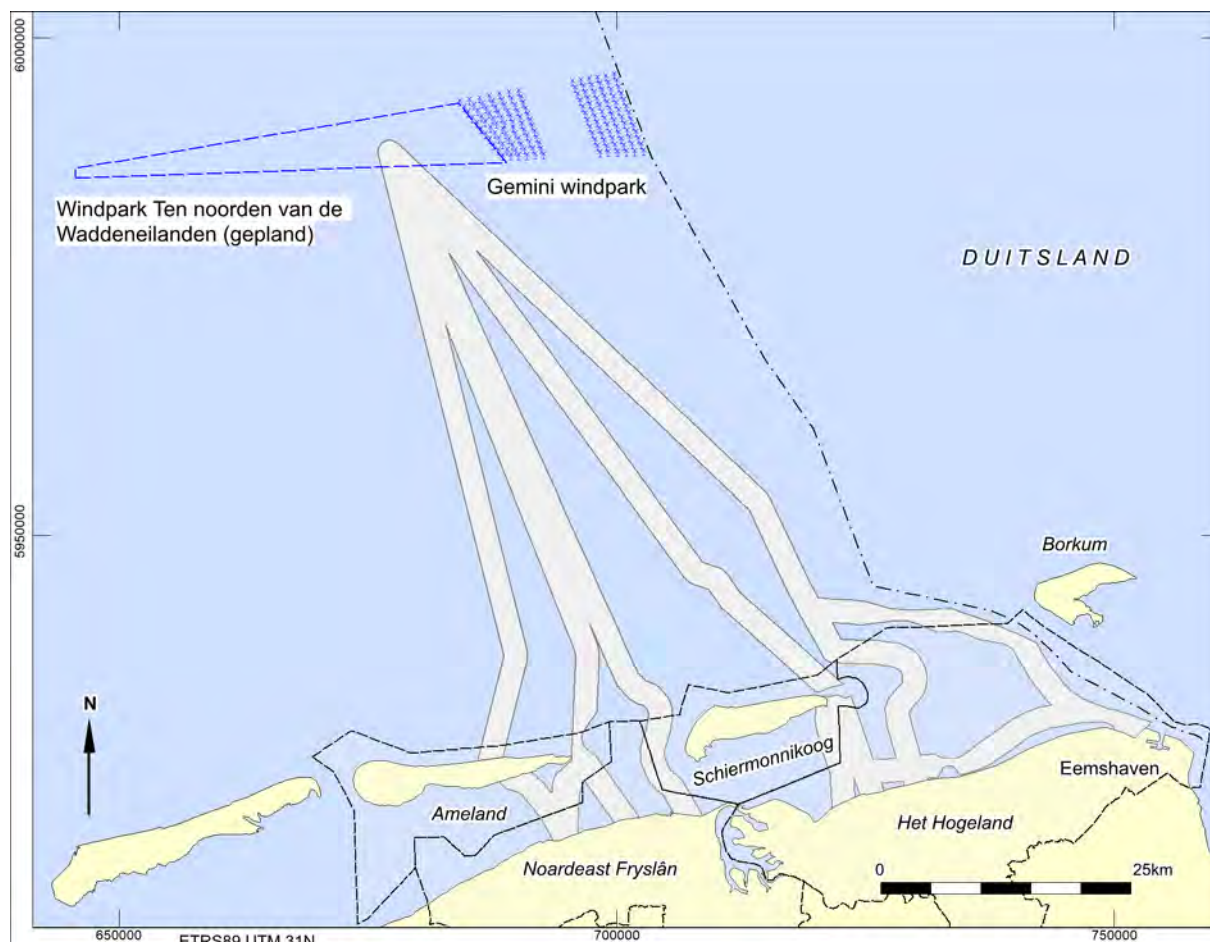 6000000
Gemini windpark
Windpark Ten noorden van de
Waddeneilanden (gepland)
DUITSLAND
5950000
Borkum
N
Schiermonnikoog
Eemshaven
Ameland
Het Hogeland
Noardeast Fryslân
0 25km
650000 700000 750000
ETRS89 UTM 31N